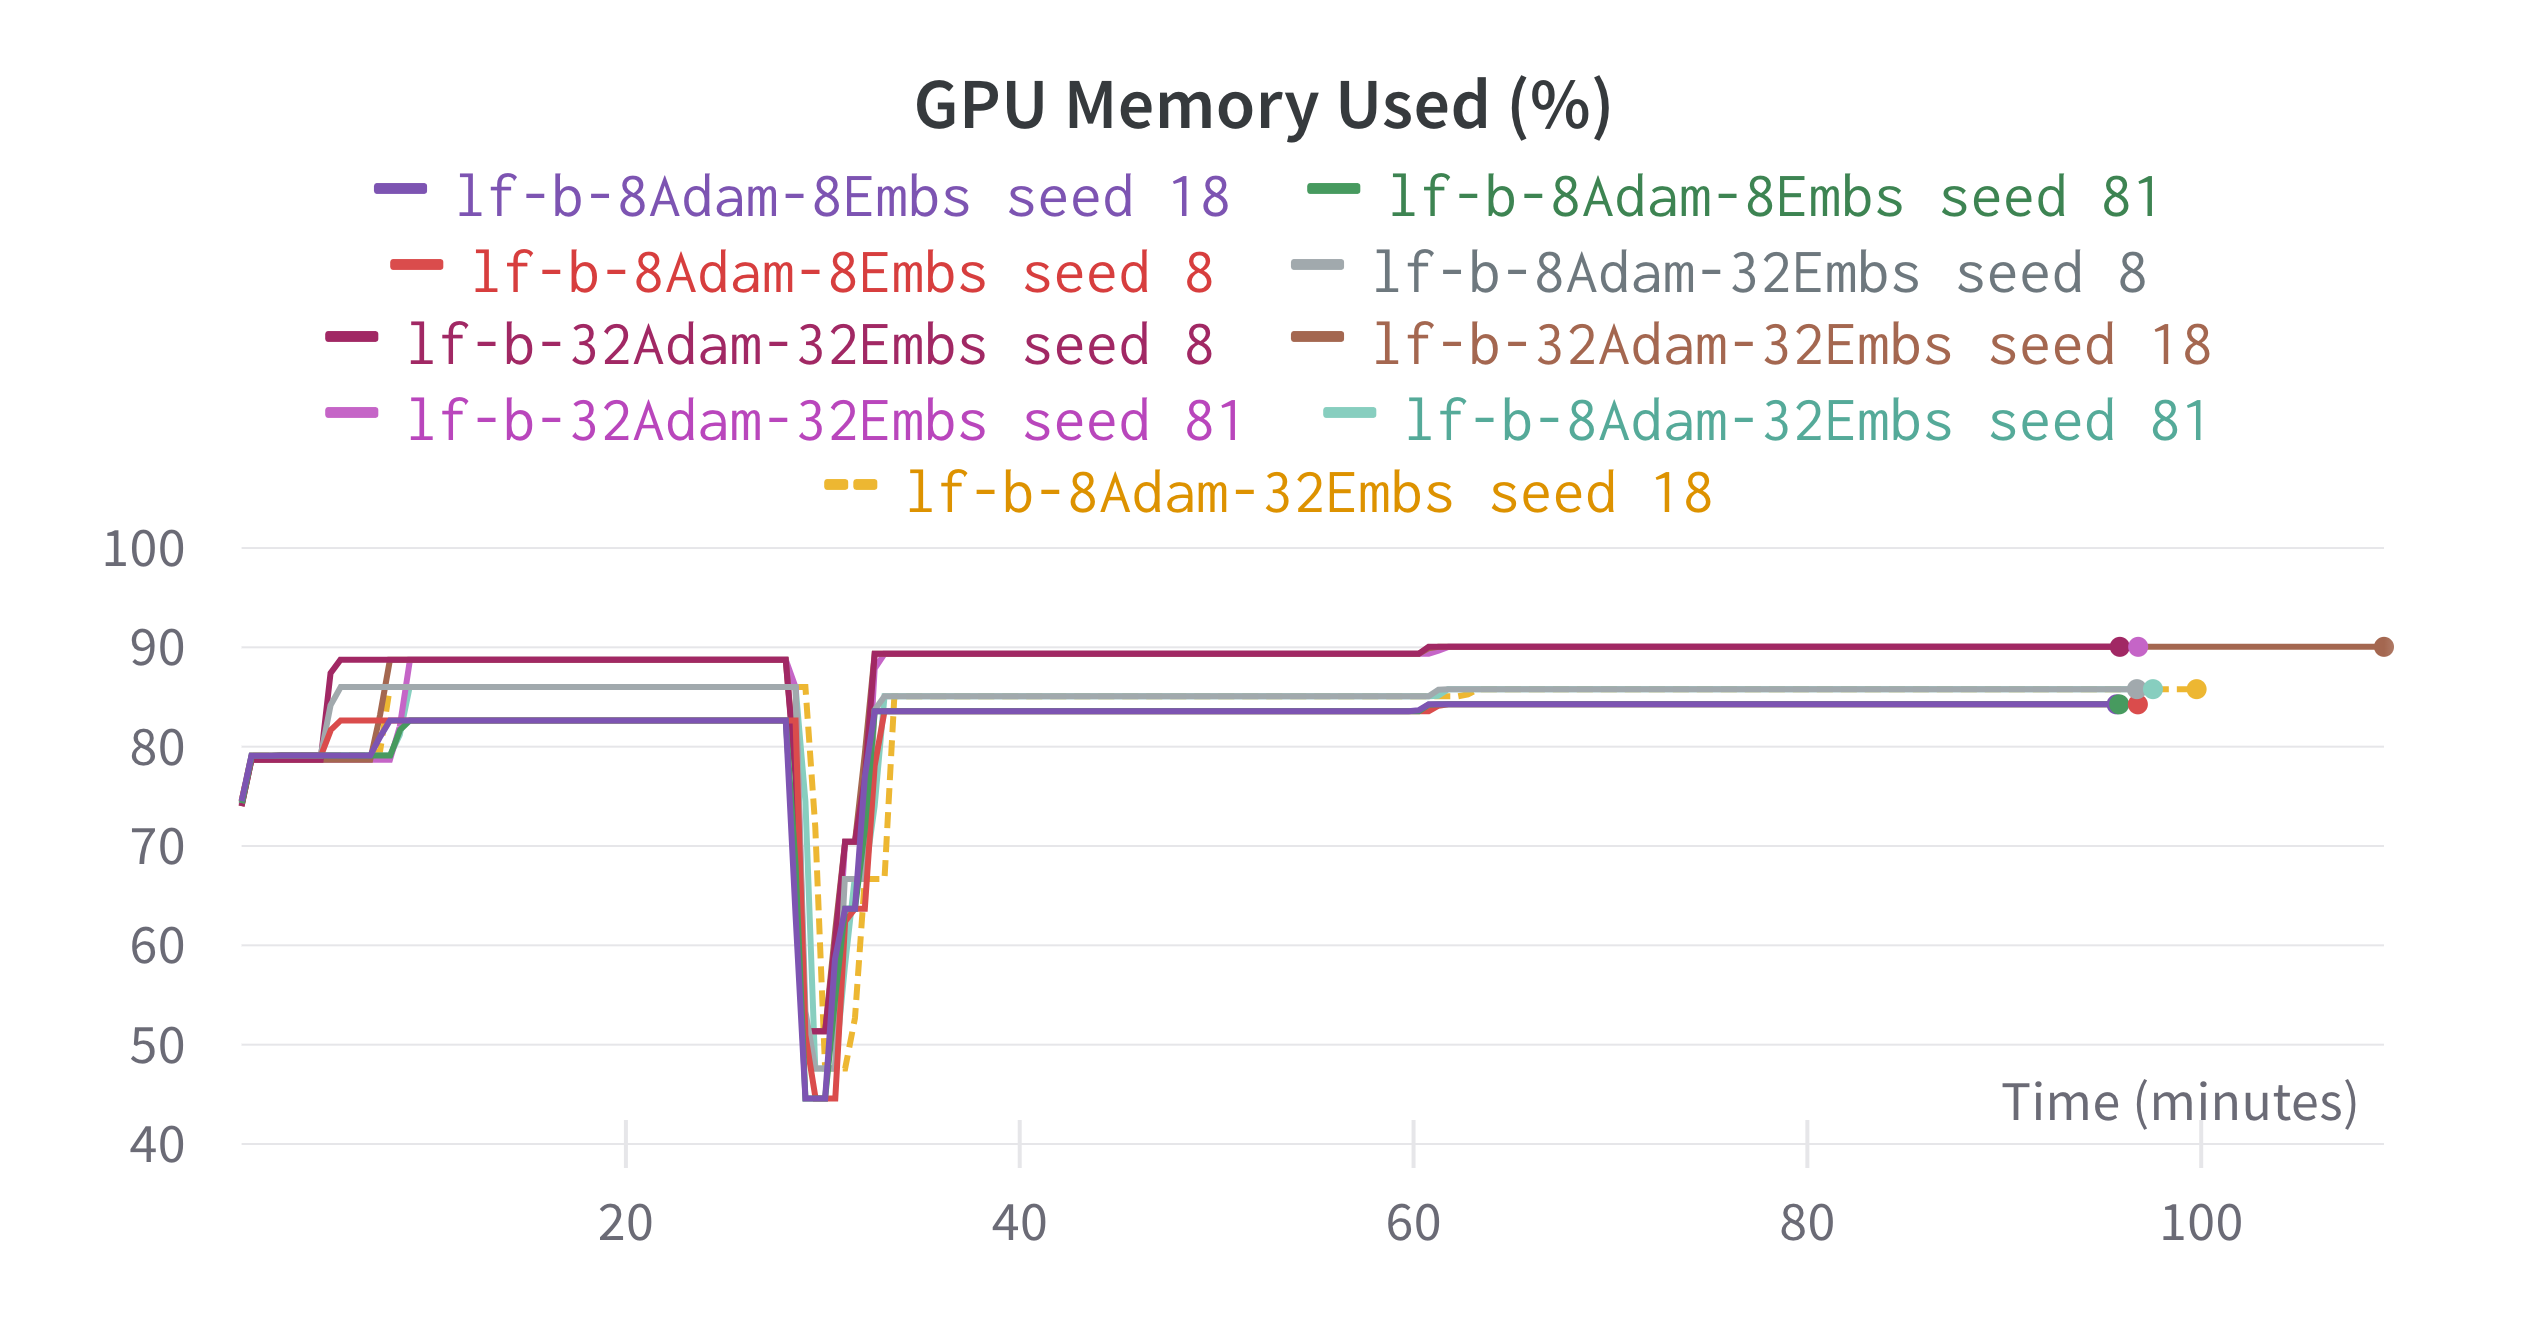 GPU Memory Used (%)
lf-b-8Adam-8Embs seed 18 lf-b-8Adam-8Embs seed 81
lf-b-8Adam-8Embs seed 8 lf-b-8Adam-32Embs seed 8
lf-b-32Adam-32Embs seed 8 lf-b-32Adam-32Embs seed 18
lf-b-32Adam-32Embs seed 81 lf-b-8Adam-32Embs seed 81
lf-b-8Adam-32Embs seed 18
100
90
80
70
60
50
Time (minutes)
40
20 40 60 80 100